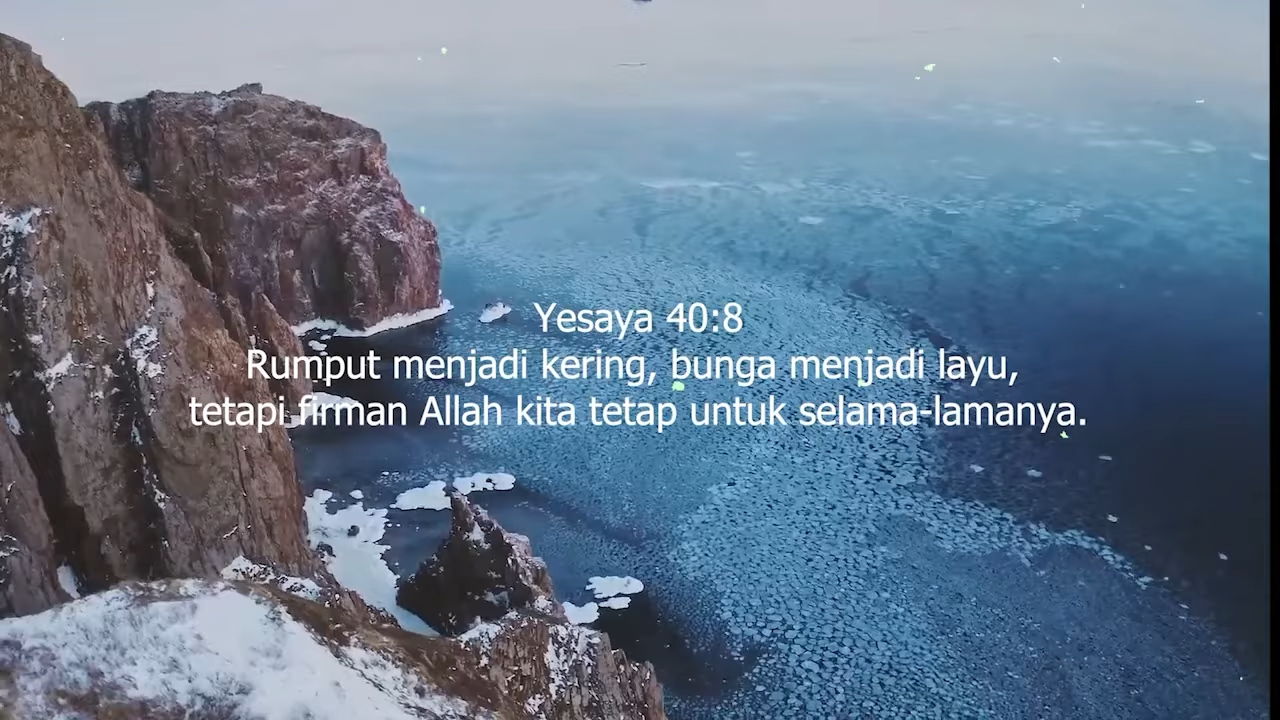 Yesaya 40:8
Rumput menjadi kering, bunga menjadi layu,
tetapi firman Allah kita tetap untuk selama-lamanya.